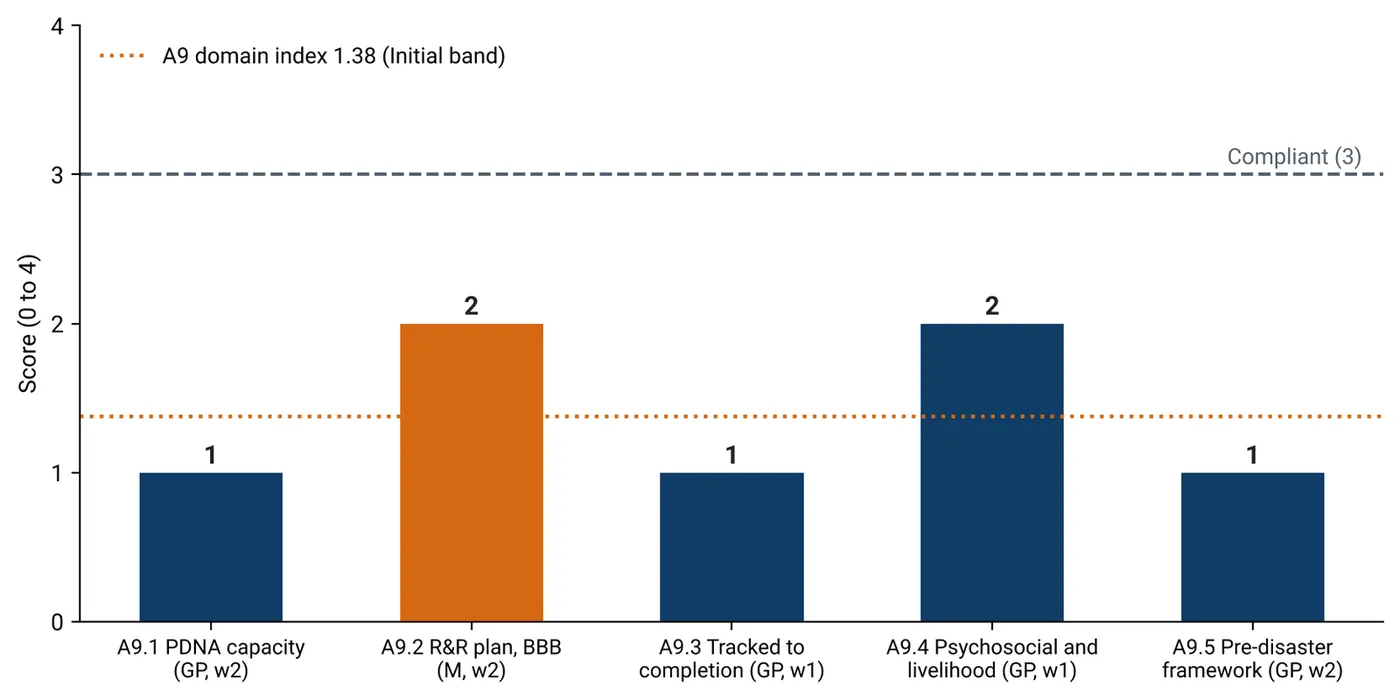 4
A9 domain index 1.38 (Initial band)
Compliant (3)
3
Score (0 to 4)
2
2
2
1
1
1
1
0
A9.1 PDNA capacity
(GP, w2)
A9.2 R&R plan, BBB
(M, w2)
A9.3 Tracked to
completion (GP, w1)
A9.4 Psychosocial and
livelihood (GP, w1)
A9.5 Pre-disaster
framework (GP, w2)